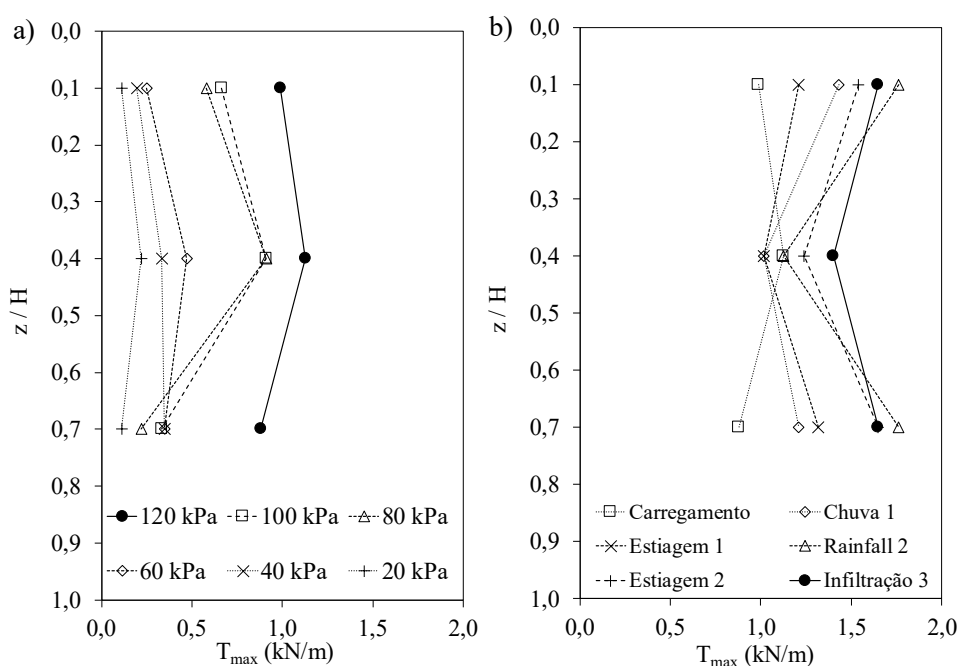 a)
0,0
0,1
0,2
0,3
0,4
0,5
0,6
0,7
0,8
0,9
1,0
z / H
120 kPa 100 kPa 80 kPa
60 kPa 40 kPa 20 kPa
0,0 0,5 1,0 1,5 2,0
Tmax (kN/m)
b)
0,0
0,1
0,2
0,3
0,4
0,5
0,6
0,7
0,8
0,9
1,0
z / H
Carregamento Chuva 1
Estiagem 1 Rainfall 2
Estiagem 2 Infiltração 3
0,0 0,5 1,0 1,5 2,0
Tmax (kN/m)